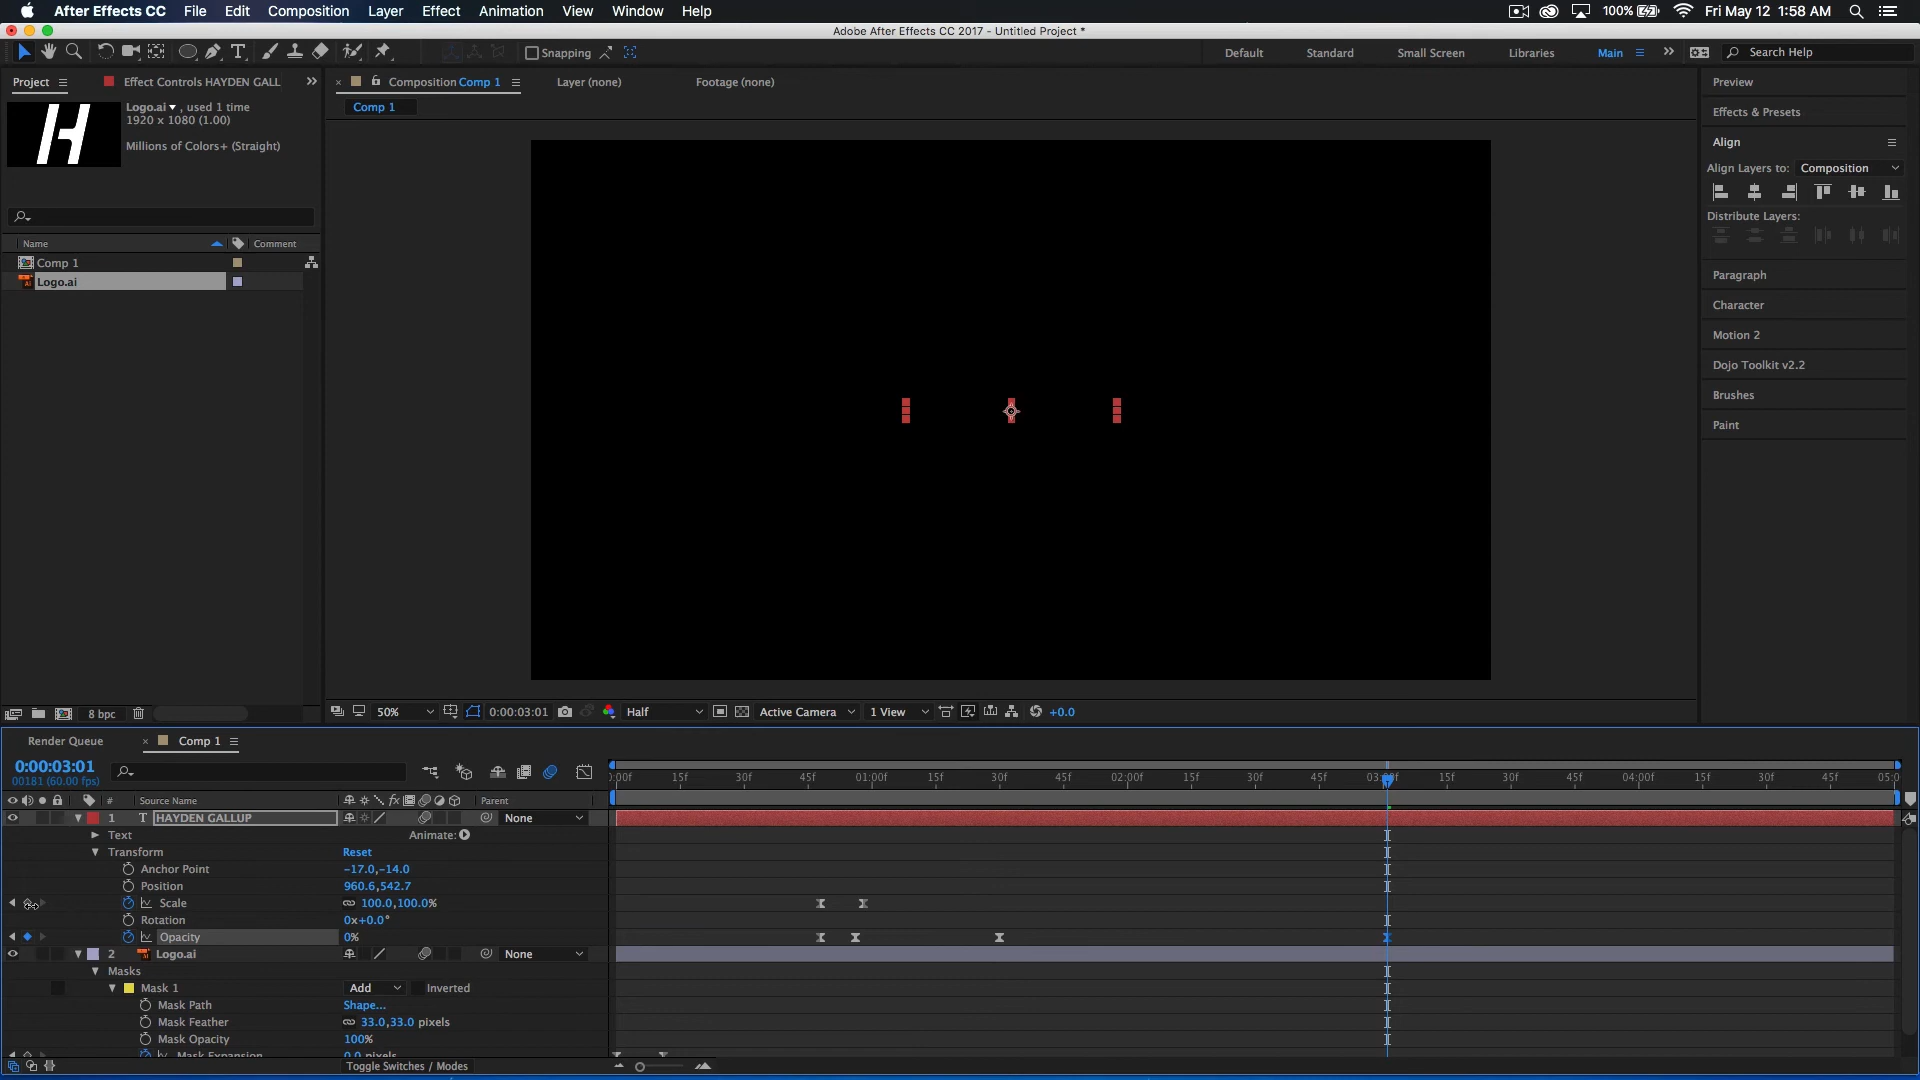 After Effects CC File Edit Composition Layer Effect Animation View Window Help 100% Fri May 12 1:58 AM
Adobe After Effects CC 2017 - Untitled Project *
Snapping Default Standard Small Screen Libraries Main Search Help
Project Effect Controls HAYDEN GALL Composition Comp 1 Layer (none) Footage (none) Preview
Logo.ai , used 1 time
1920 x 1080 (1.00)
Millions of Colors+ (Straight)
Comp 1
Effects & Presets
Align
Align Layers to: Composition
Distribute Layers:
Name Comment
Comp 1
Logo.ai
Paragraph
Character
Motion 2
Dojo Toolkit v2.2
Brushes
Paint
8 bpc 50% 0:00:03:01 Half Active Camera 1 View +0.0
Render Queue Comp 1
0:00:03:01
00181 (60.00 fps)
):00f 15f 30f 45f 01:00f 15f 30f 45f 02:00f 15f 30f 45f 03:00f 15f 30f 45f 04:00f 15f 30f 45f 05:0
# Source Name fx Parent
1 T HAYDEN GALLUP None
Text Animate:
Transform Reset
Anchor Point -17.0,-14.0
Position 960.6,542.7
Scale 100.0,100.0%
Rotation 0x+0.0°
Opacity 0%
2 Logo.ai None
Masks
Mask 1 Add Inverted
Mask Path Shape...
Mask Feather 33.0,33.0 pixels
Mask Opacity 100%
Mask Expansion 0.0 pixels
Toggle Switches / Modes